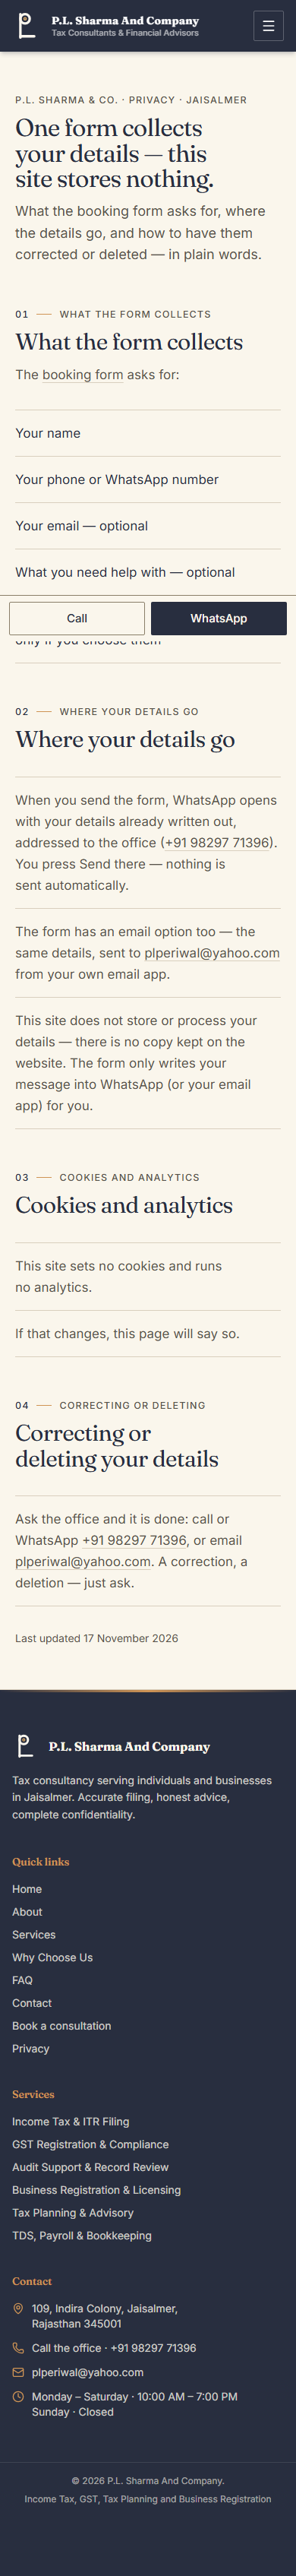 P.L. Sharma And Company
Tax Consultants & Financial Advisors
P.L. SHARMA & CO. · PRIVACY · JAISALMER
One form collects
your details — this
site stores nothing.
What the booking form asks for, where
the details go, and how to have them
corrected or deleted — in plain words.
01 — WHAT THE FORM COLLECTS
What the form collects
The booking form asks for:
Your name
Your phone or WhatsApp number
Your email — optional
What you need help with — optional
Call
WhatsApp
only if you choose them
02 — WHERE YOUR DETAILS GO
Where your details go
When you send the form, WhatsApp opens
with your details already written out,
addressed to the office (+91 98297 71396).
You press Send there — nothing is
sent automatically.
The form has an email option too — the
same details, sent to plperiwal@yahoo.com
from your own email app.
This site does not store or process your
details — there is no copy kept on the
website. The form only writes your
message into WhatsApp (or your email
app) for you.
03 — COOKIES AND ANALYTICS
Cookies and analytics
This site sets no cookies and runs
no analytics.
If that changes, this page will say so.
04 — CORRECTING OR DELETING
Correcting or
deleting your details
Ask the office and it is done: call or
WhatsApp +91 98297 71396, or email
plperiwal@yahoo.com. A correction, a
deletion — just ask.
Last updated 17 November 2026
P.L. Sharma And Company
Tax consultancy serving individuals and businesses
in Jaisalmer. Accurate filing, honest advice,
complete confidentiality.
Quick links
Home
About
Services
Why Choose Us
FAQ
Contact
Book a consultation
Privacy
Services
Income Tax & ITR Filing
GST Registration & Compliance
Audit Support & Record Review
Business Registration & Licensing
Tax Planning & Advisory
TDS, Payroll & Bookkeeping
Contact
109, Indira Colony, Jaisalmer,
Rajasthan 345001
Call the office · +91 98297 71396
plperiwal@yahoo.com
Monday – Saturday · 10:00 AM – 7:00 PM
Sunday · Closed
© 2026 P.L. Sharma And Company.
Income Tax, GST, Tax Planning and Business Registration